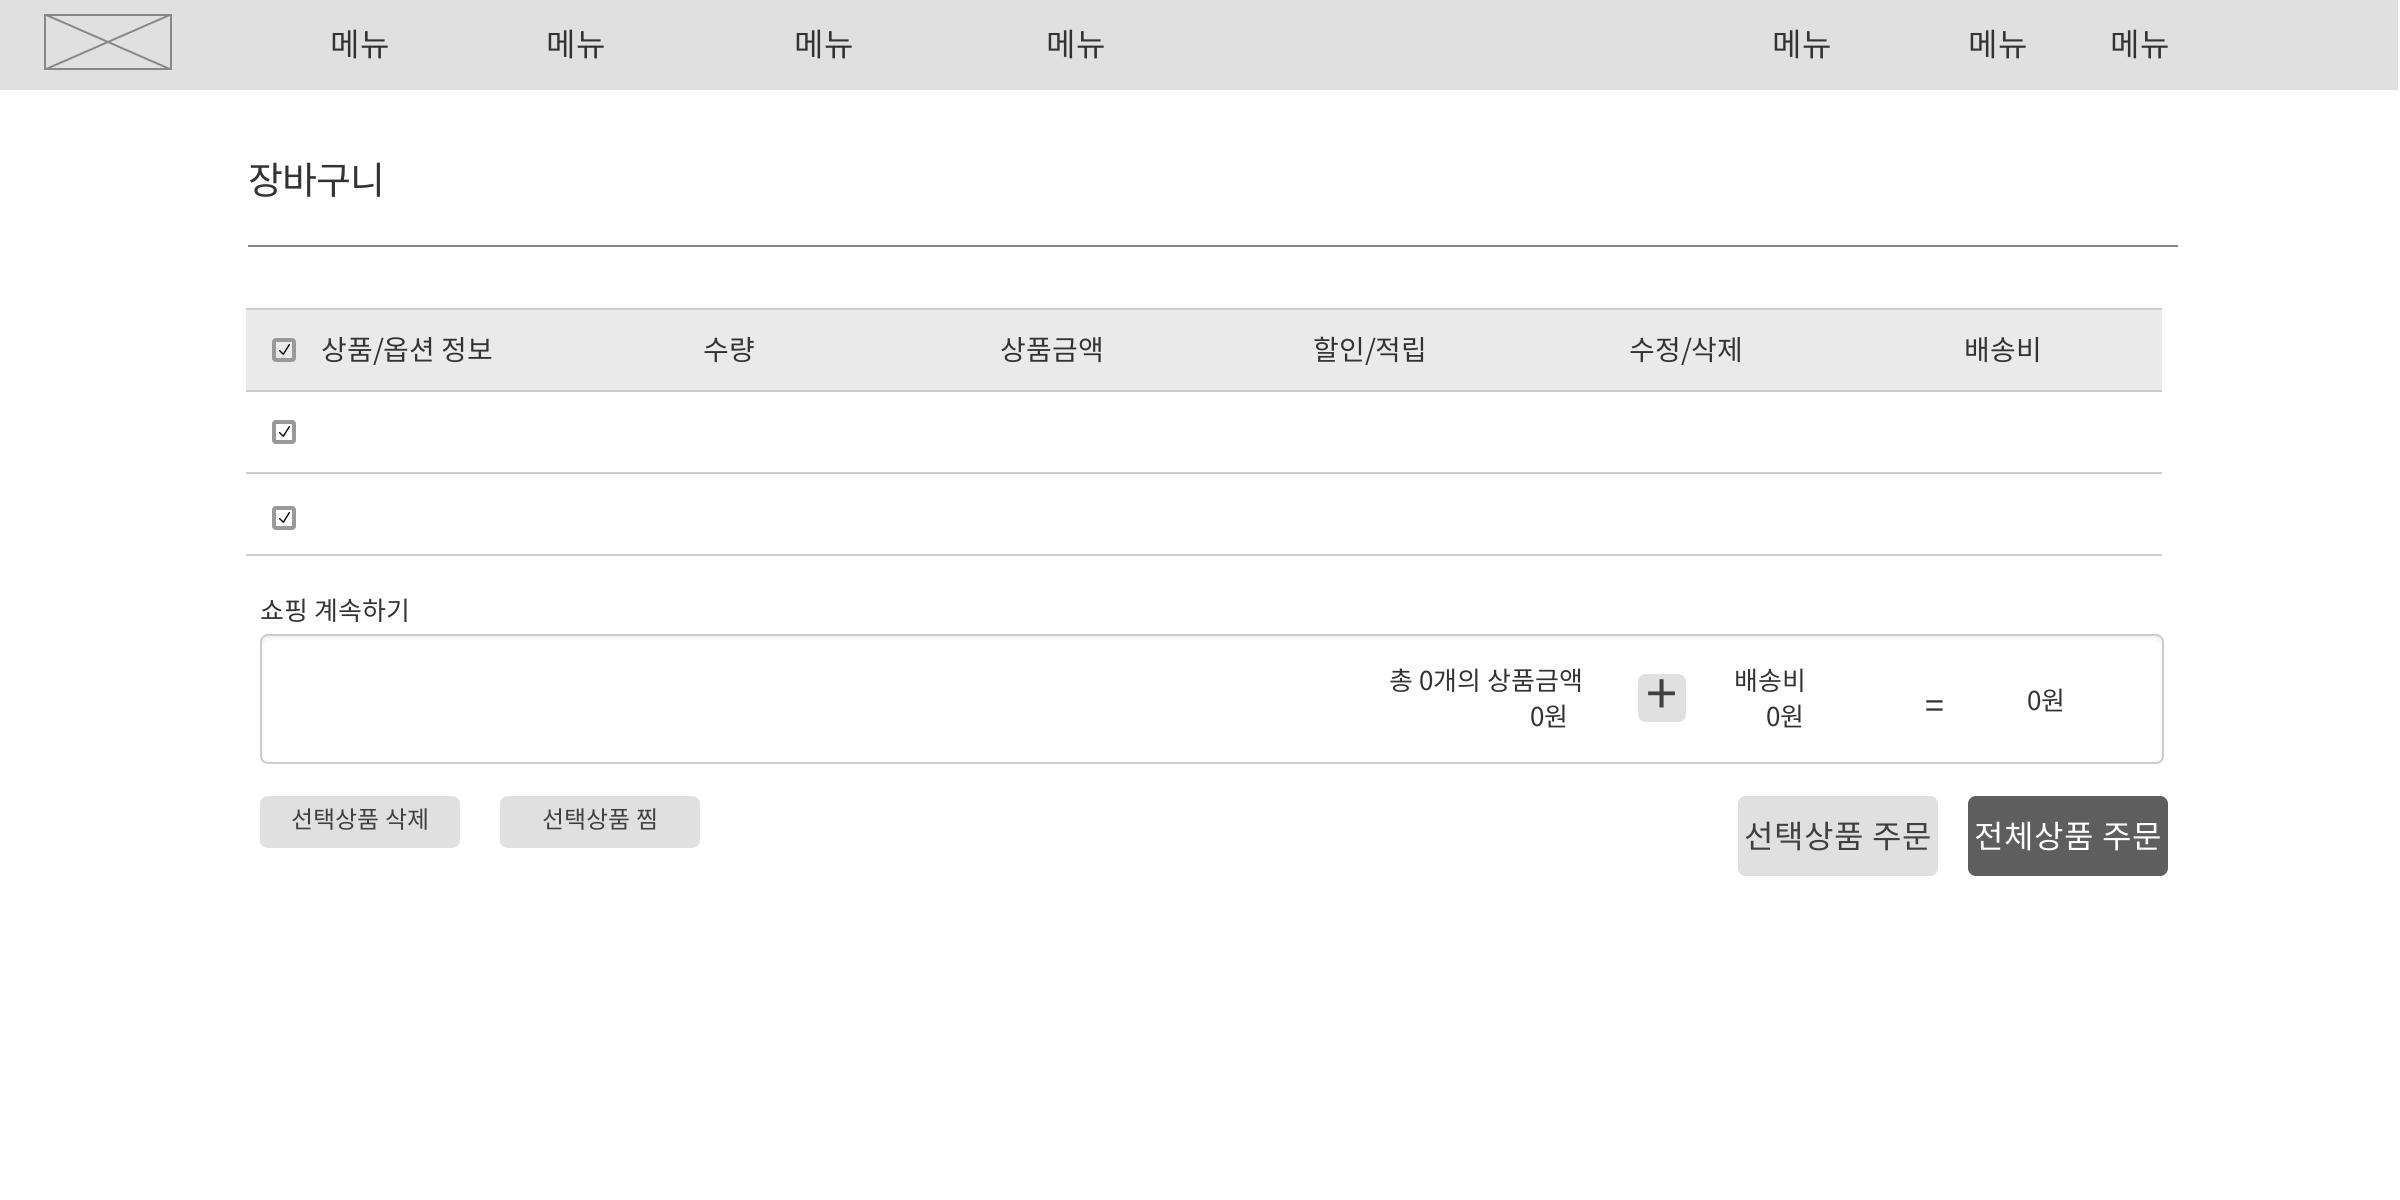 메뉴 메뉴 메뉴 메뉴 메뉴 메뉴 메뉴
장바구니
상품/옵션 정보 수량 상품금액 할인/적립 수정/삭제 배송비
쇼핑 계속하기
총 0개의 상품금액 + 배송비
0원 0원 = 0원
선택상품 삭제 선택상품 찜 선택상품 주문 전체상품 주문